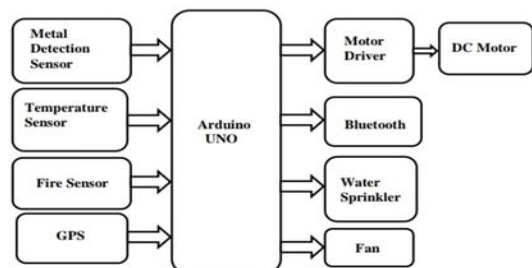 Metal
Detection
Sensor
Temperature
Sensor
Fire Sensor
GPS
Arduino
UNO
Motor
Driver
DC Motor
Bluetooth
Water
Sprinkler
Fan